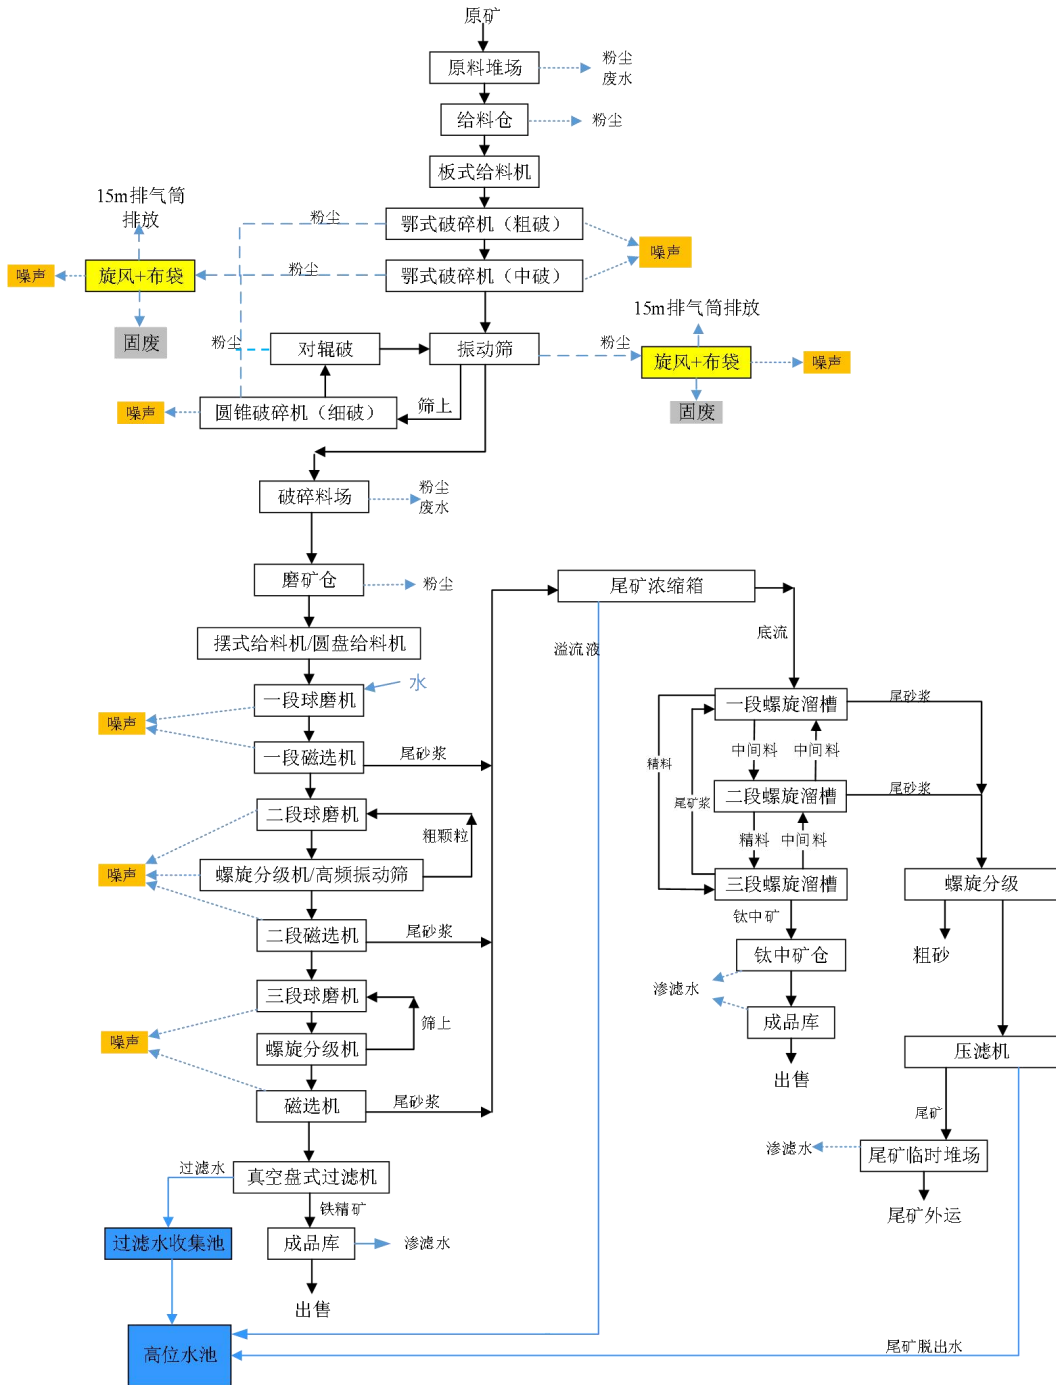 原矿
原料堆场
粉尘
废水
给料仓
粉尘
板式给料机
15m排气筒
排放
粉尘
鄂式破碎机（粗破）
噪声
噪声
旋风+布袋
粉尘
鄂式破碎机（中破）
固废
15m排气筒排放
粉尘
对辊破
振动筛
粉尘
旋风+布袋
噪声
噪声
圆锥破碎机（细破）
筛上
固废
破碎料场
粉尘
废水
磨矿仓
粉尘
尾矿浓缩箱
底流
摆式给料机/圆盘给料机
溢流液
水
一段球磨机
噪声
一段磁选机
尾砂浆
一段螺旋溜槽
尾砂浆
精料
中间料
中间料
尾矿浆
二段螺旋溜槽
尾砂浆
二段球磨机
粗颗粒
精料
中间料
噪声
螺旋分级机/高频振动筛
三段螺旋溜槽
螺旋分级
钛中矿
二段磁选机
尾砂浆
钛中矿仓
粗砂
三段球磨机
渗滤水
筛上
成品库
噪声
螺旋分级机
压滤机
出售
磁选机
尾砂浆
尾矿
渗滤水
尾矿临时堆场
过滤水
真空盘式过滤机
铁精矿
尾矿外运
过滤水收集池
成品库
渗滤水
出售
高位水池
尾矿脱出水